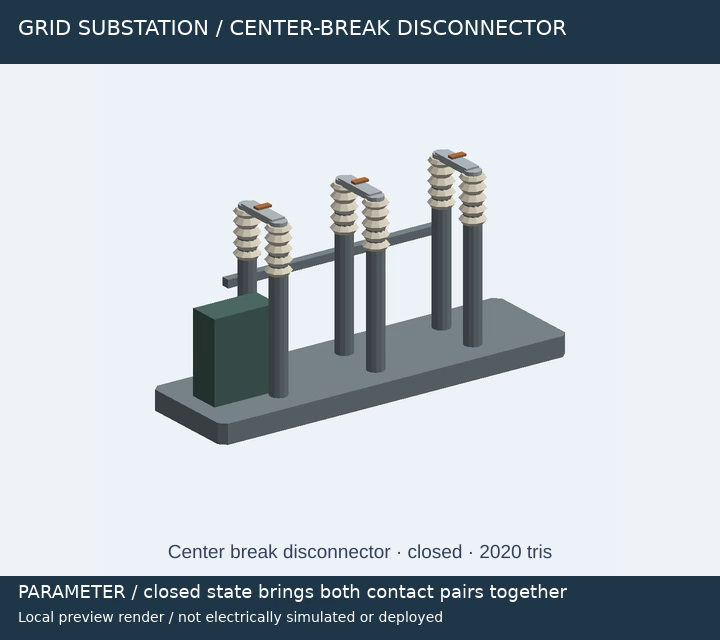 GRID SUBSTATION / CENTER-BREAK DISCONNECTOR
Center break disconnector · closed · 2020 tris
PARAMETER / closed state brings both contact pairs together
Local preview render / not electrically simulated or deployed